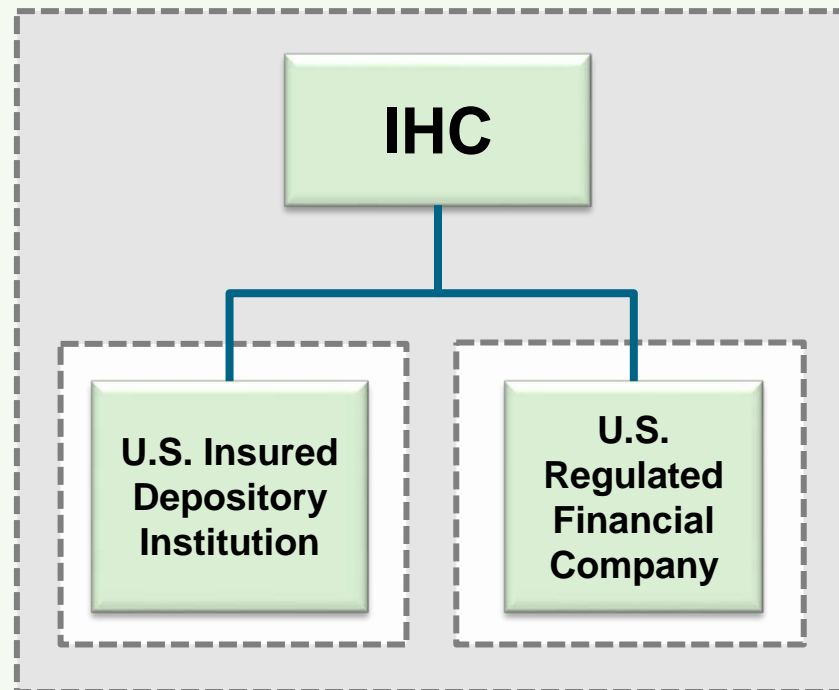 IHC
U.S. Insured
Depository
Institution
U.S.
Regulated
Financial
Company